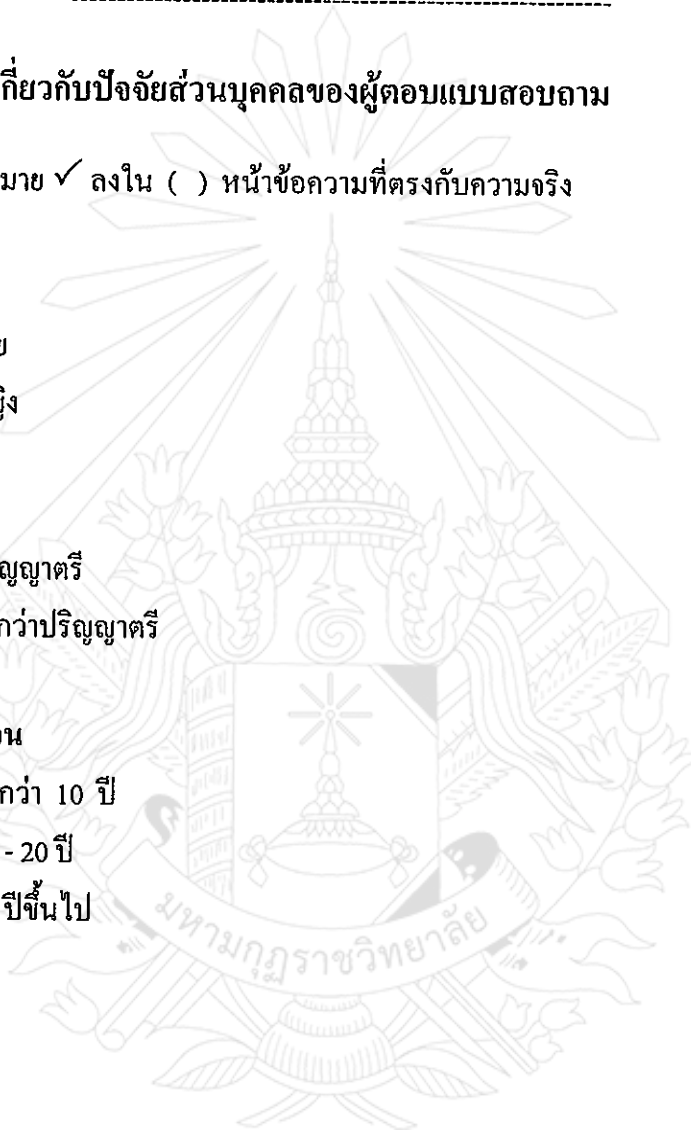 กี่ยวกับปัจจัยส่วนบุคคลของผู้ตอบแบบสอบถาม
มาย ✓ ลงใน ( ) หน้าข้อความที่ตรงกับความจริง
ย
ญิง
ญญาตรี
กว่าปริญญาตรี
อน
กว่า 10 ปี
- 20 ปี
ปีขึ้นไป
มหามกุฏราชวิทยาลัย